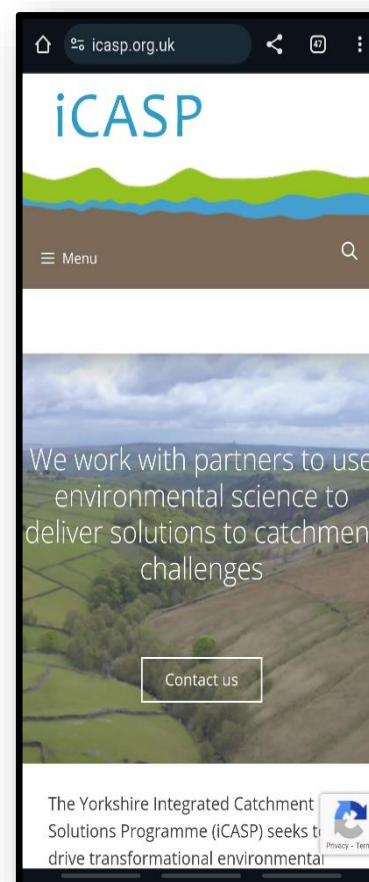 icasp.org.uk
47
iCASP
Menu
We work with partners to use
environmental science to
deliver solutions to catchmen
challenges
Contact us
The Yorkshire Integrated Catchment
Solutions Programme (iCASP) seeks t
drive transformational environmental
Privacy - Term